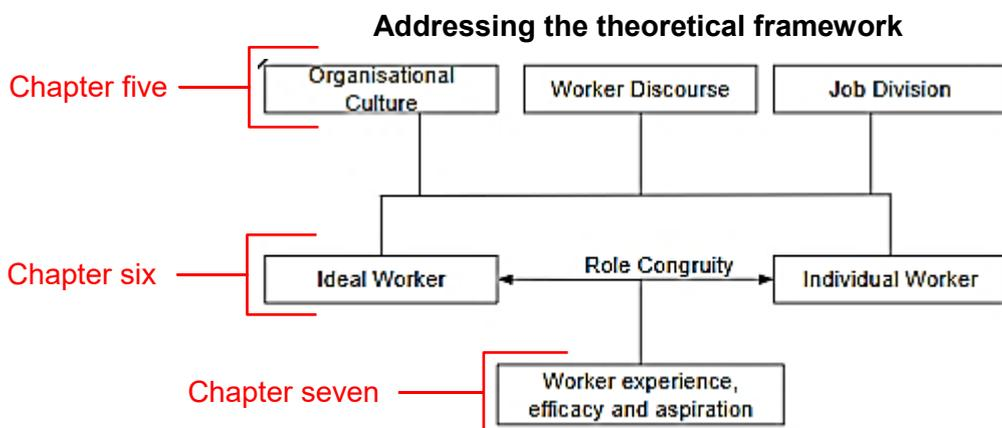 Addressing the theoretical framework
Chapter five
Organisational
Culture
Worker Discourse
Job Division
Chapter six
Ideal Worker
Role Congruity
Individual Worker
Chapter seven
Worker experience,
efficacy and aspiration